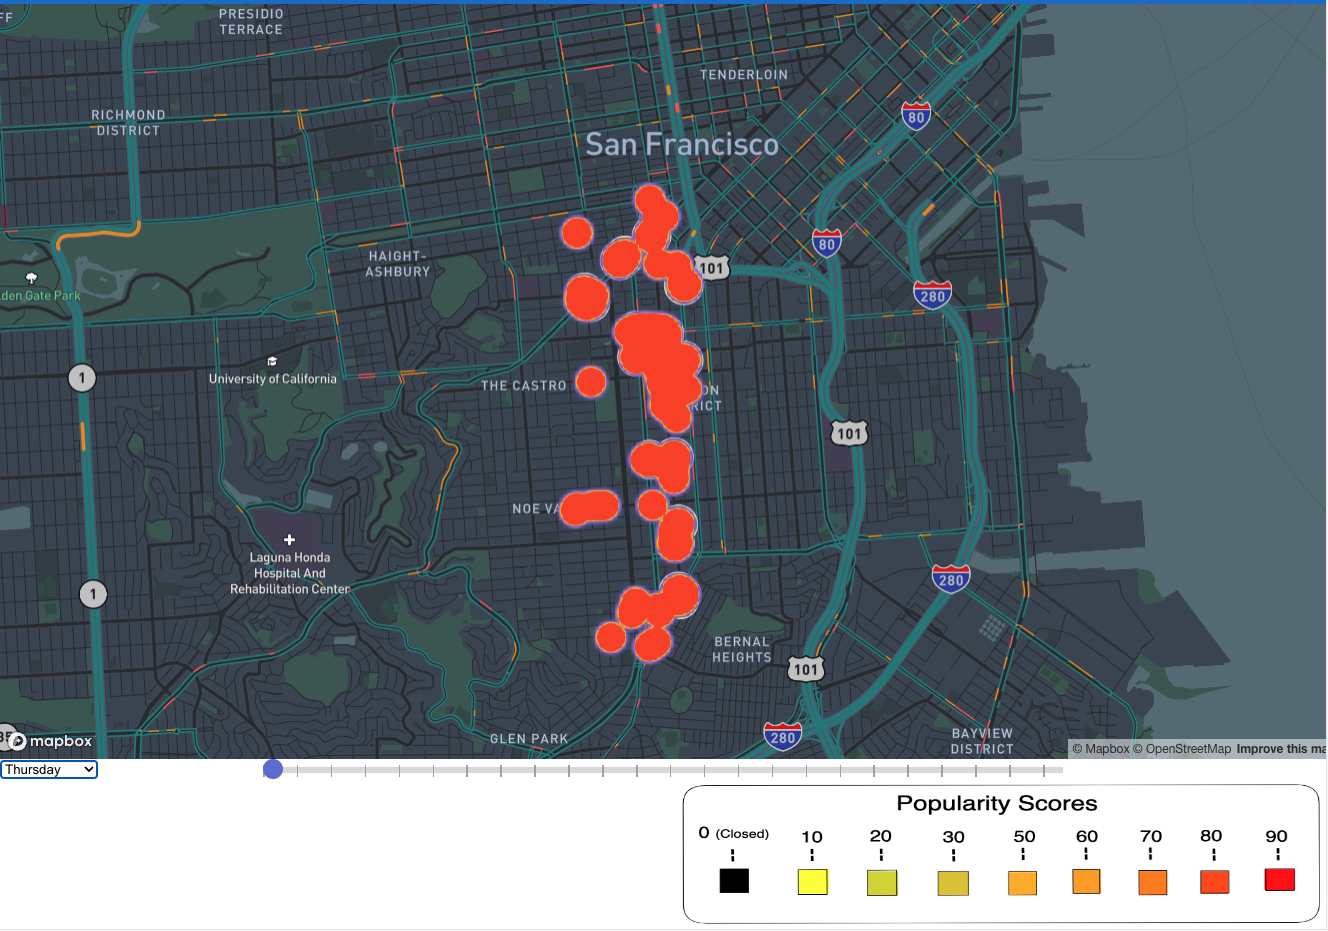 FF
PRESIDIO
TERRACE
TENDERLOIN
RICHMOND
DISTRICT
80
San Francisco
HAIGHT-
ASHBURY
80
101
280
den Gate Park
1
University of California
THE CASTRO
ON
RICT
101
NOE VA
Laguna Honda
Hospital And
Rehabilitation Center
280
1
BERNAL
HEIGHTS
101
35
mapbox
GLEN PARK
280
BAYVIEW
DISTRICT
© Mapbox © OpenStreetMap Improve this ma
Thursday
Popularity Scores
0 (Closed) 10 20 30 50 60 70 80 90